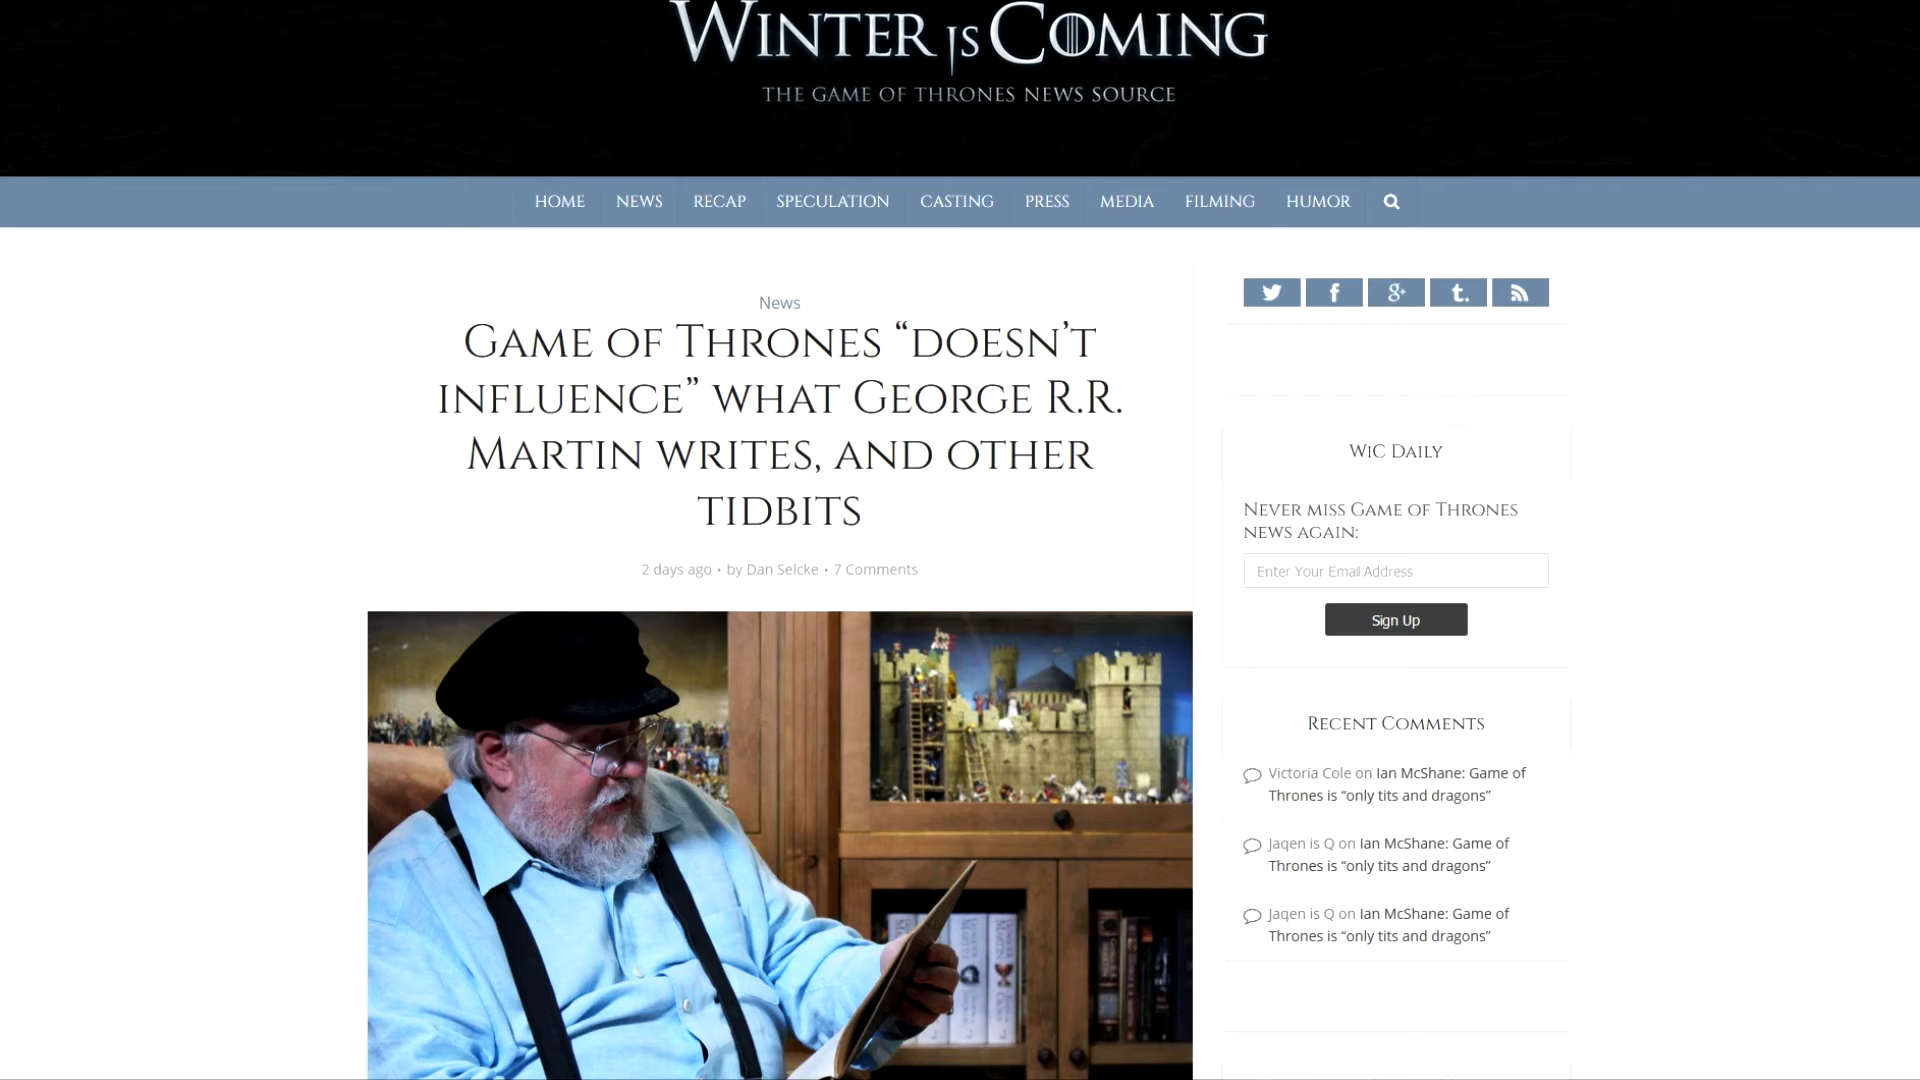 WINTER IS COMING
THE GAME OF THRONES NEWS SOURCE
HOME NEWS RECAP SPECULATION CASTING PRESS MEDIA FILMING HUMOR
News
GAME OF THRONES “DOESN’T
INFLUENCE” WHAT GEORGE R.R.
MARTIN WRITES, AND OTHER
TIDBITS
2 days ago • by Dan Selcke • 7 Comments
WIC DAILY
NEVER MISS GAME OF THRONES
NEWS AGAIN:
Enter Your Email Address
Sign Up
RECENT COMMENTS
Victoria Cole on Ian McShane: Game of
Thrones is “only tits and dragons”
Jaqen is Q on Ian McShane: Game of
Thrones is “only tits and dragons”
Jaqen is Q on Ian McShane: Game of
Thrones is “only tits and dragons”